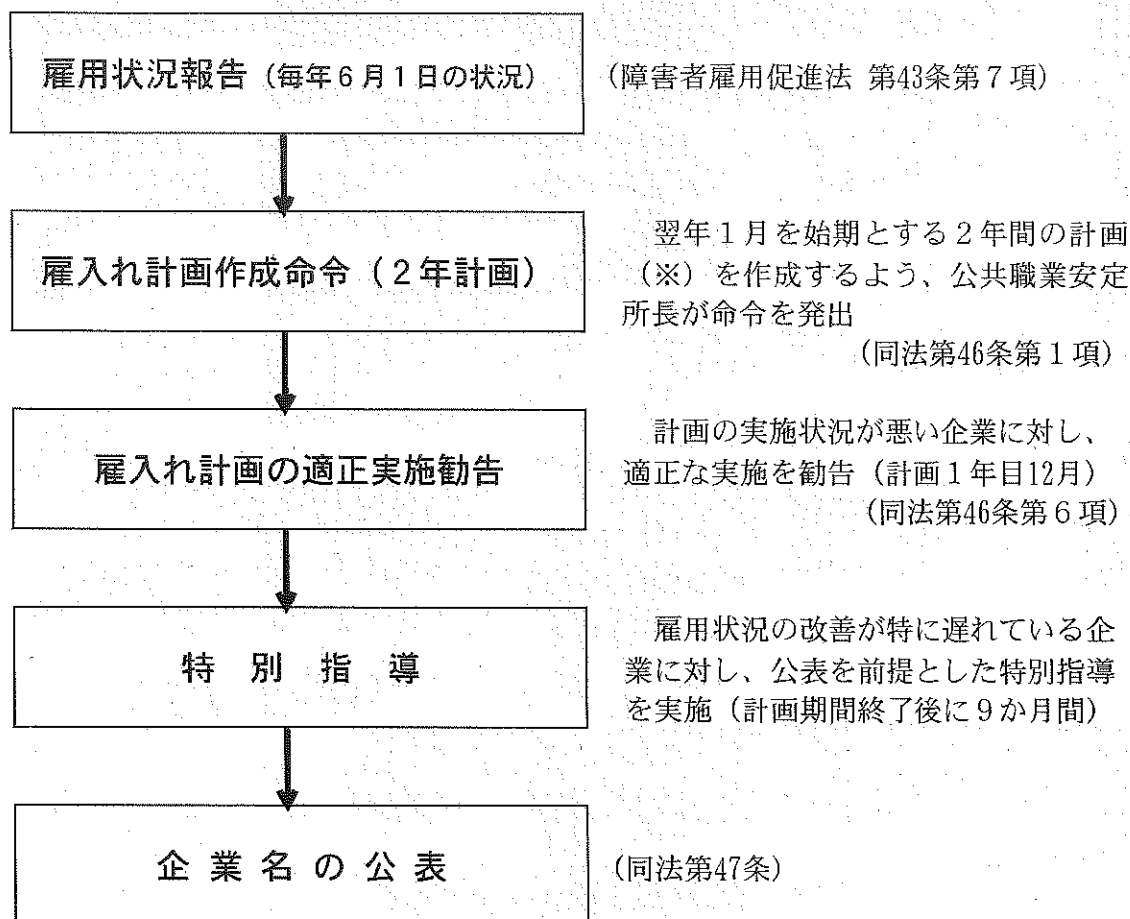 雇用状況報告（毎年６月１日の状況）
（障害者雇用促進法 第43条第７項）
雇入れ計画作成命令（２年計画）
翌年１月を始期とする２年間の計画
（※）を作成するよう、公共職業安定
所長が命令を発出
（同法第46条第１項）
雇入れ計画の適正実施勧告
計画の実施状況が悪い企業に対し、
適正な実施を勧告（計画１年目12月）
（同法第46条第６項）
特別指導
雇用状況の改善が特に遅れている企
業に対し、公表を前提とした特別指導
を実施（計画期間終了後に９か月間）
企業名の公表
（同法第47条）